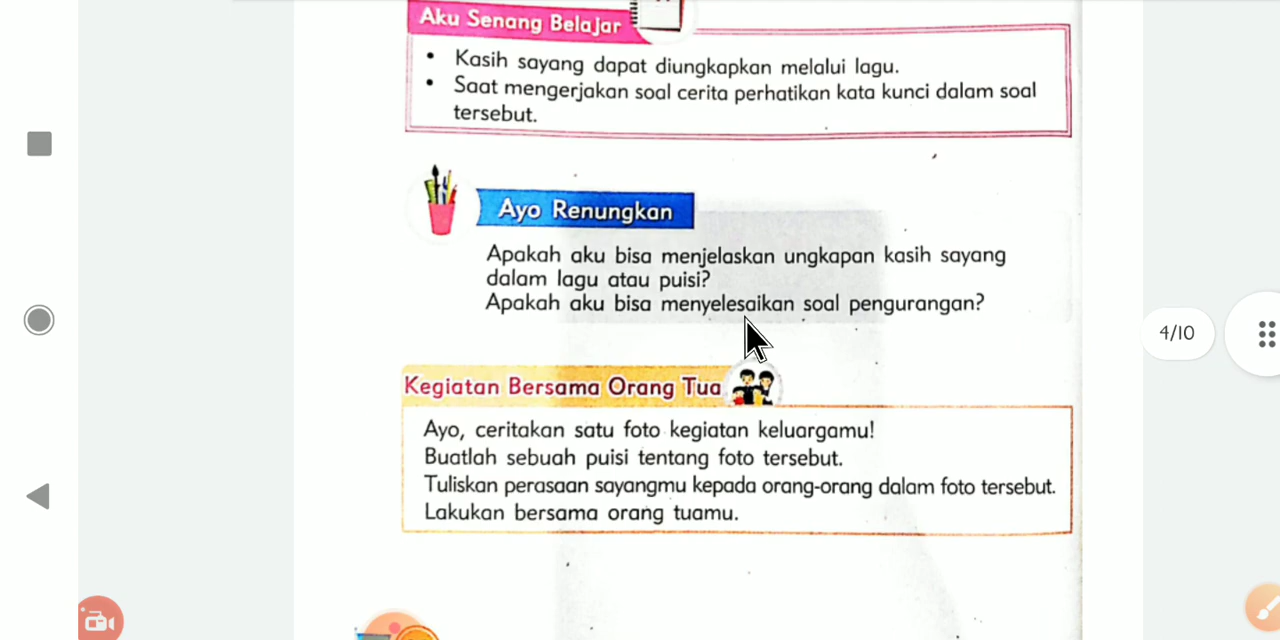 Aku Senang Belajar
• Kasih sayang dapat diungkapkan melalui lagu.
• Saat mengerjakan soal cerita perhatikan kata kunci dalam soal
tersebut.
Ayo Renungkan
Apakah aku bisa menjelaskan ungkapan kasih sayang
dalam lagu atau puisi?
Apakah aku bisa menyelesaikan soal pengurangan?
4/10
Kegiatan Bersama Orang Tua
Ayo, ceritakan satu foto kegiatan keluargamu!
Buatlah sebuah puisi tentang foto tersebut.
Tuliskan perasaan sayangmu kepada orang-orang dalam foto tersebut.
Lakukan bersama orang tuamu.